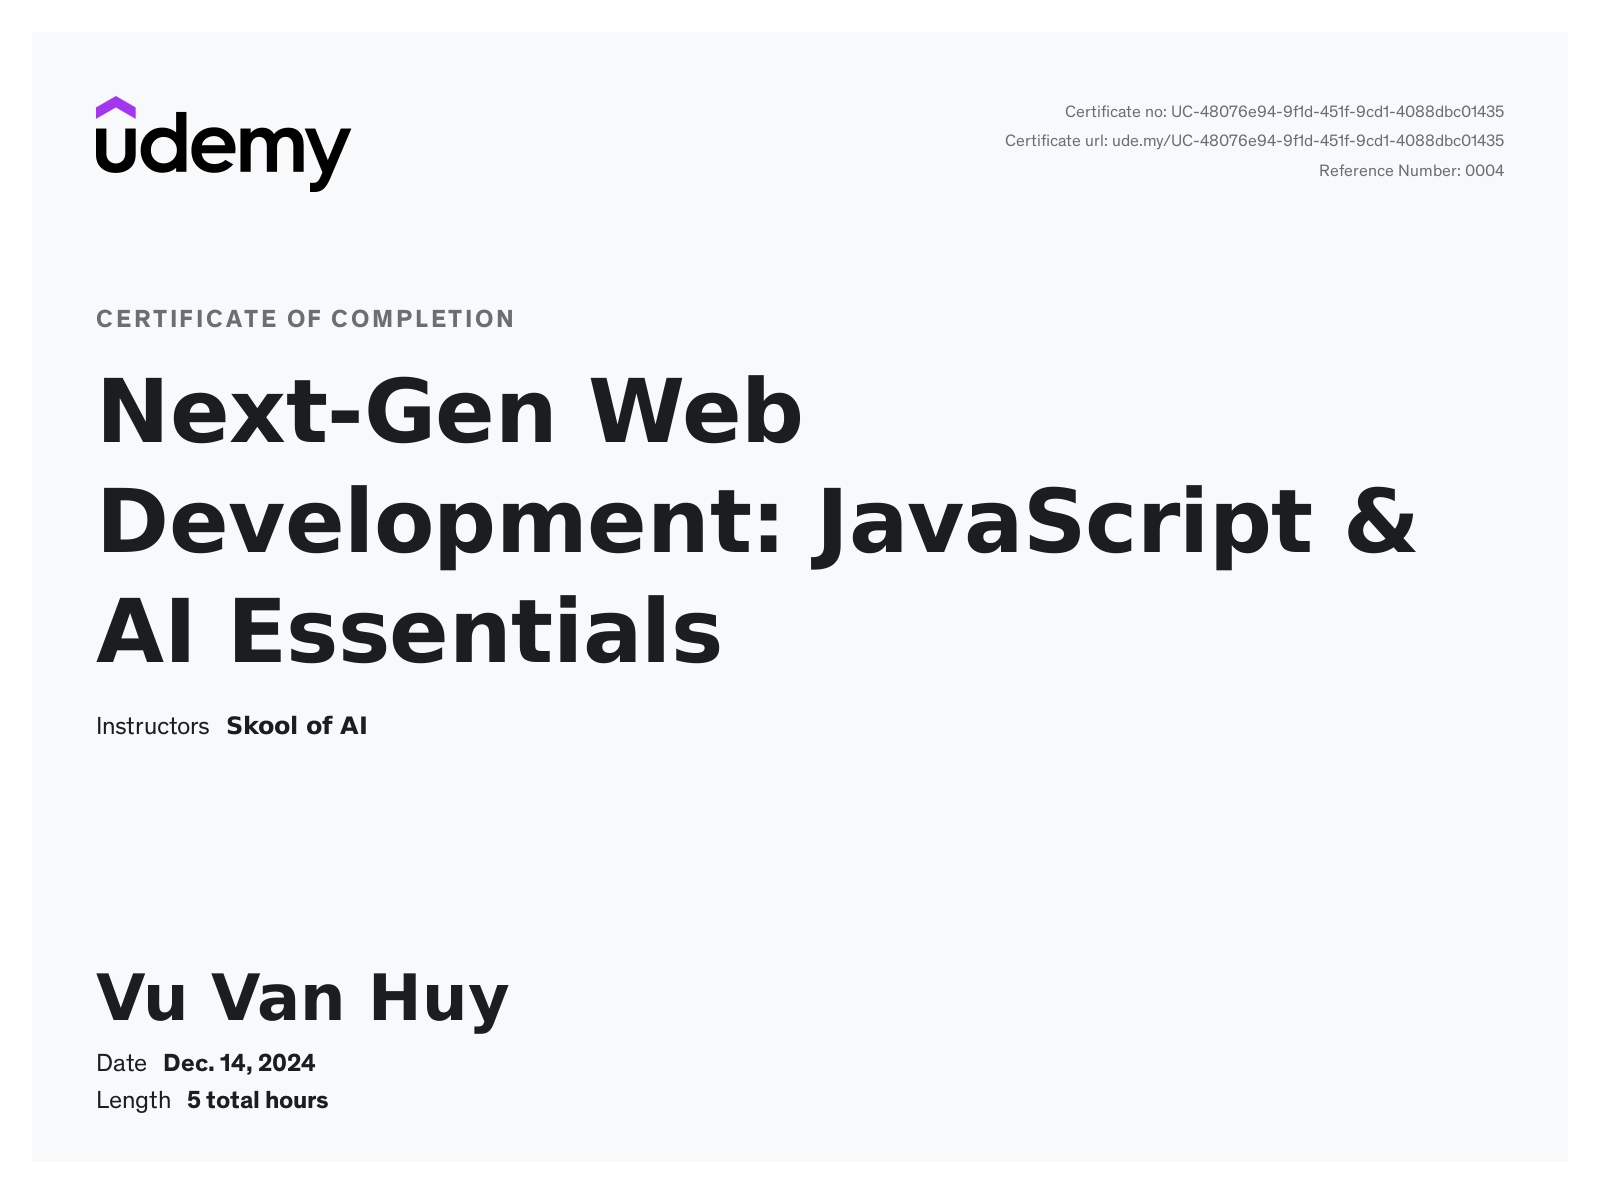 udemy
Certificate no: UC-48076e94-9f1d-451f-9cd1-4088dbc01435
Certificate url: ude.my/UC-48076e94-9f1d-451f-9cd1-4088dbc01435
Reference Number: 0004
CERTIFICATE OF COMPLETION
Next-Gen Web
Development: JavaScript &
AI Essentials
Instructors Skool of AI
Vu Van Huy
Date Dec. 14, 2024
Length 5 total hours